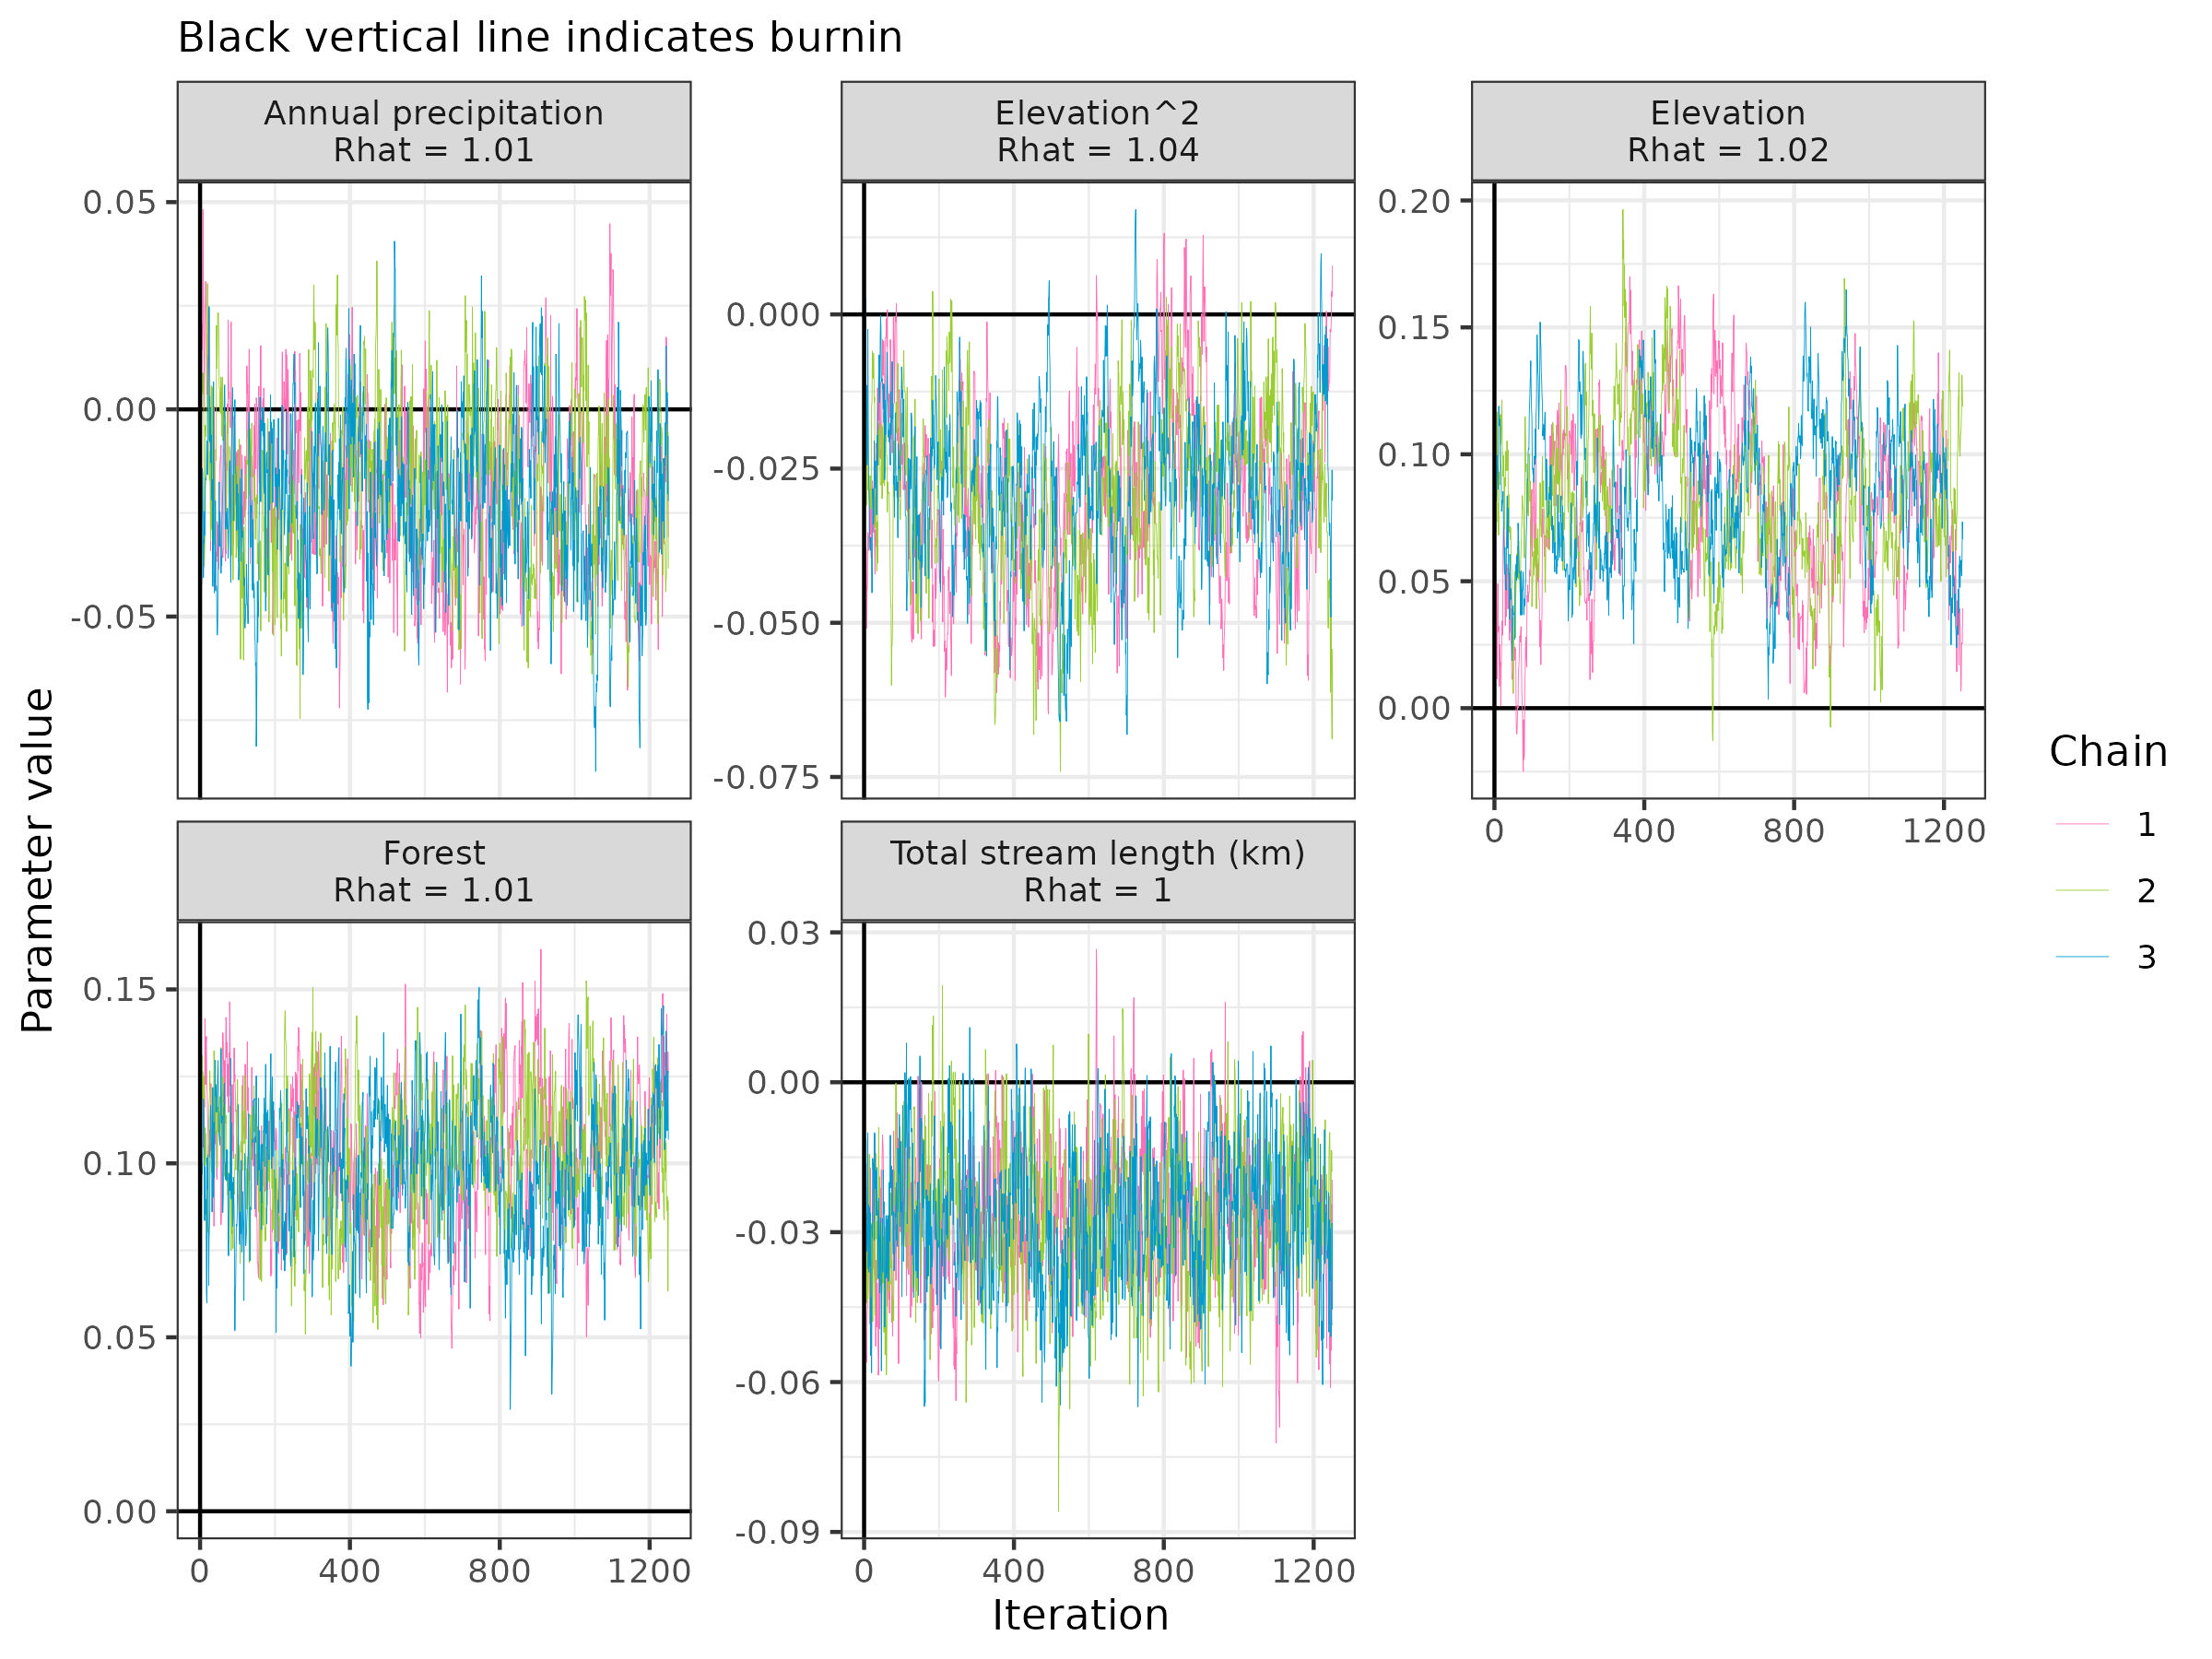 Black vertical line indicates burnin
Annual precipitation
Rhat = 1.01
Elevation^2
Rhat = 1.04
Elevation
Rhat = 1.02
0.05
0.00
-0.05
0.000
-0.025
-0.050
-0.075
0.20
0.15
0.10
0.05
0.00
0
400
800
1200
Forest
Rhat = 1.01
Total stream length (km)
Rhat = 1
0.15
0.10
0.05
0.00
0.03
0.00
-0.03
-0.06
-0.09
0
400
800
1200
0
400
800
1200
Parameter value
Iteration
Chain
1
2
3